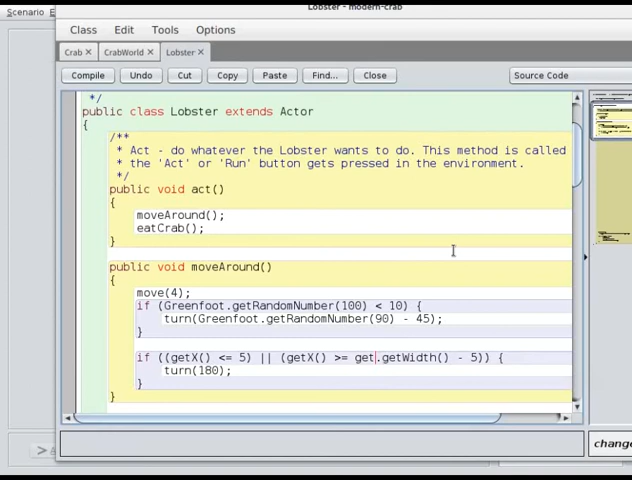 Lobster - modern-crab
Scenario E
Class Edit Tools Options
Crab × CrabWorld × Lobster ×
Compile Undo Cut Copy Paste Find... Close Source Code
*/
public class Lobster extends Actor
{
/**
* Act - do whatever the Lobster wants to do. This method is called
* the 'Act' or 'Run' button gets pressed in the environment.
*/
public void act()
{
moveAround();
eatCrab();
}
public void moveAround()
{
move(4);
if (Greenfoot.getRandomNumber(100) < 10) {
turn(Greenfoot.getRandomNumber(90) - 45);
}
if ((getX() <= 5) || (getX() >= get.getWidth() - 5)) {
turn(180);
}
}
change